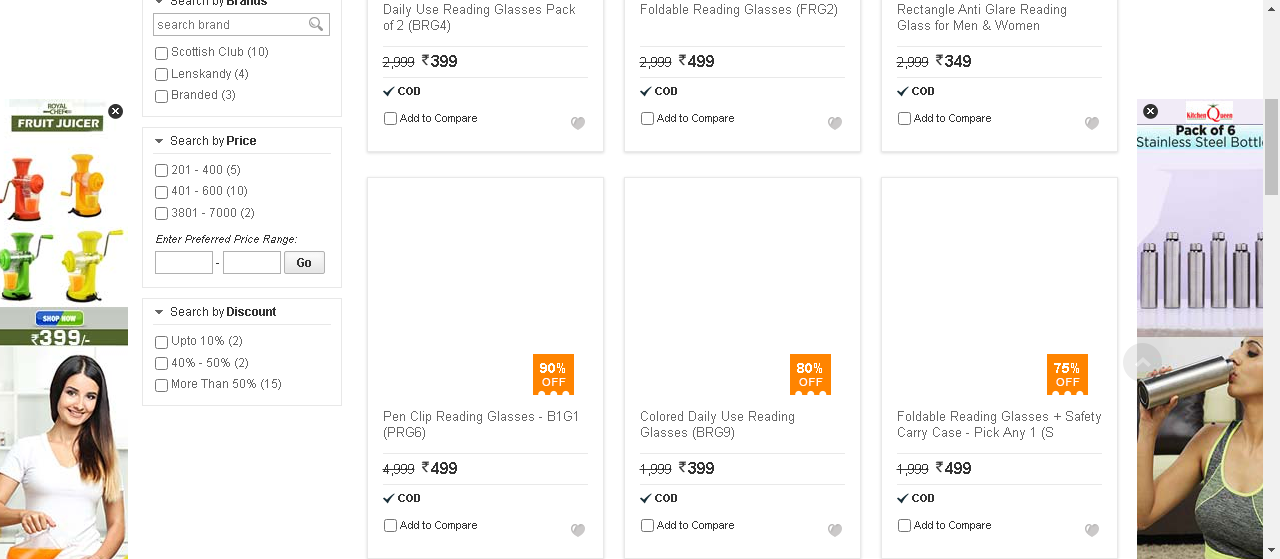 Search by Brands
search brand
Scottish Club (10)
Lenskandy (4)
Branded (3)
Search by Price
201 - 400 (5)
401 - 600 (10)
3801 - 7000 (2)
Enter Preferred Price Range:
-
Go
Search by Discount
Upto 10% (2)
40% - 50% (2)
More Than 50% (15)
ROYAL
CHEF
FRUIT JUICER
SHOP NOW
₹399/-
Daily Use Reading Glasses Pack
of 2 (BRG4)
2,999 ₹399
COD
Add to Compare
Foldable Reading Glasses (FRG2)
2,999 ₹499
COD
Add to Compare
Rectangle Anti Glare Reading
Glass for Men & Women
2,999 ₹349
COD
Add to Compare
90%
OFF
Pen Clip Reading Glasses - B1G1
(PRG6)
4,999 ₹499
COD
Add to Compare
80%
OFF
Colored Daily Use Reading
Glasses (BRG9)
1,999 ₹399
COD
Add to Compare
75%
OFF
Foldable Reading Glasses + Safety
Carry Case - Pick Any 1 (S
1,999 ₹499
COD
Add to Compare
Kitchen Queen
Pack of 6
Stainless Steel Bottle